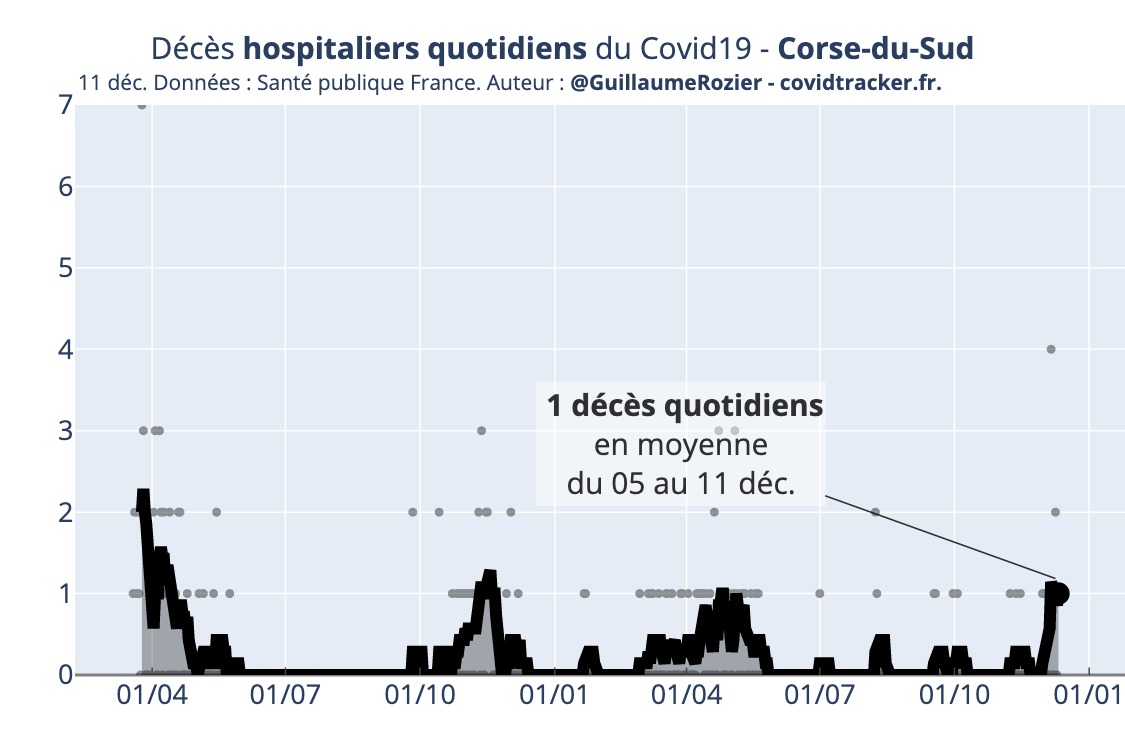 Décès hospitaliers quotidiens du Covid19 - Corse-du-Sud
11 déc. Données : Santé publique France. Auteur : @GuillaumeRozier - covidtracker.fr.
7
6
5
4
3
2
1
0
1 décès quotidiens
en moyenne
du 05 au 11 déc.
01/04 01/07 01/10 01/01 01/04 01/07 01/10 01/01